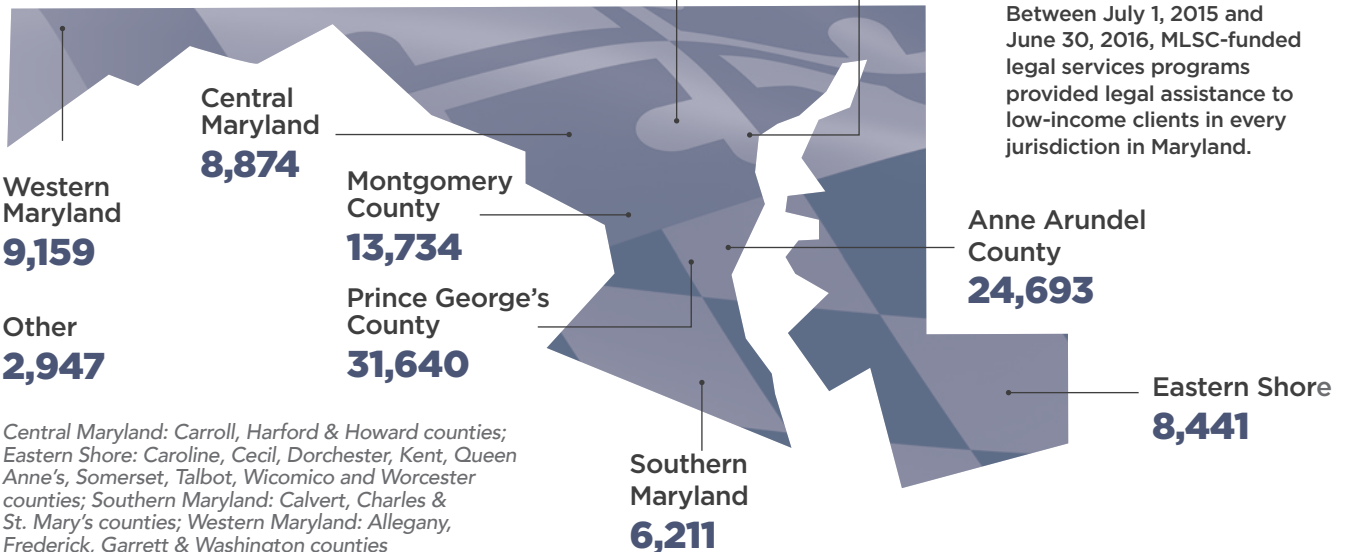 Between July 1, 2015 and
June 30, 2016, MLSC-funded
legal services programs
provided legal assistance to
low-income clients in every
jurisdiction in Maryland.
Central
Maryland
8,874
Western
Maryland
9,159
Montgomery
County
13,734
Anne Arundel
County
24,693
Prince George’s
County
31,640
Other
2,947
Eastern Shore
8,441
Central Maryland: Carroll, Harford & Howard counties;
Eastern Shore: Caroline, Cecil, Dorchester, Kent, Queen
Anne’s, Somerset, Talbot, Wicomico and Worcester
counties; Southern Maryland: Calvert, Charles &
St. Mary’s counties; Western Maryland: Allegany,
Frederick, Garrett & Washington counties
Southern
Maryland
6,211